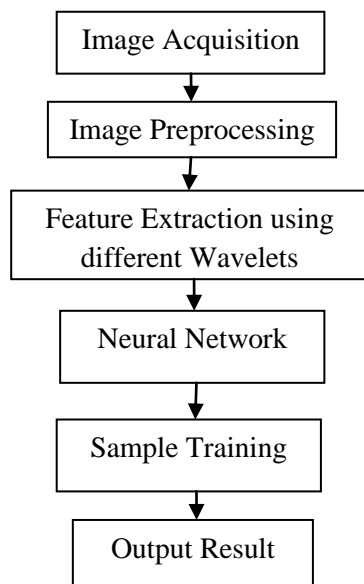 Image Acquisition
Image Preprocessing
Feature Extraction using
different Wavelets
Neural Network
Sample Training
Output Result